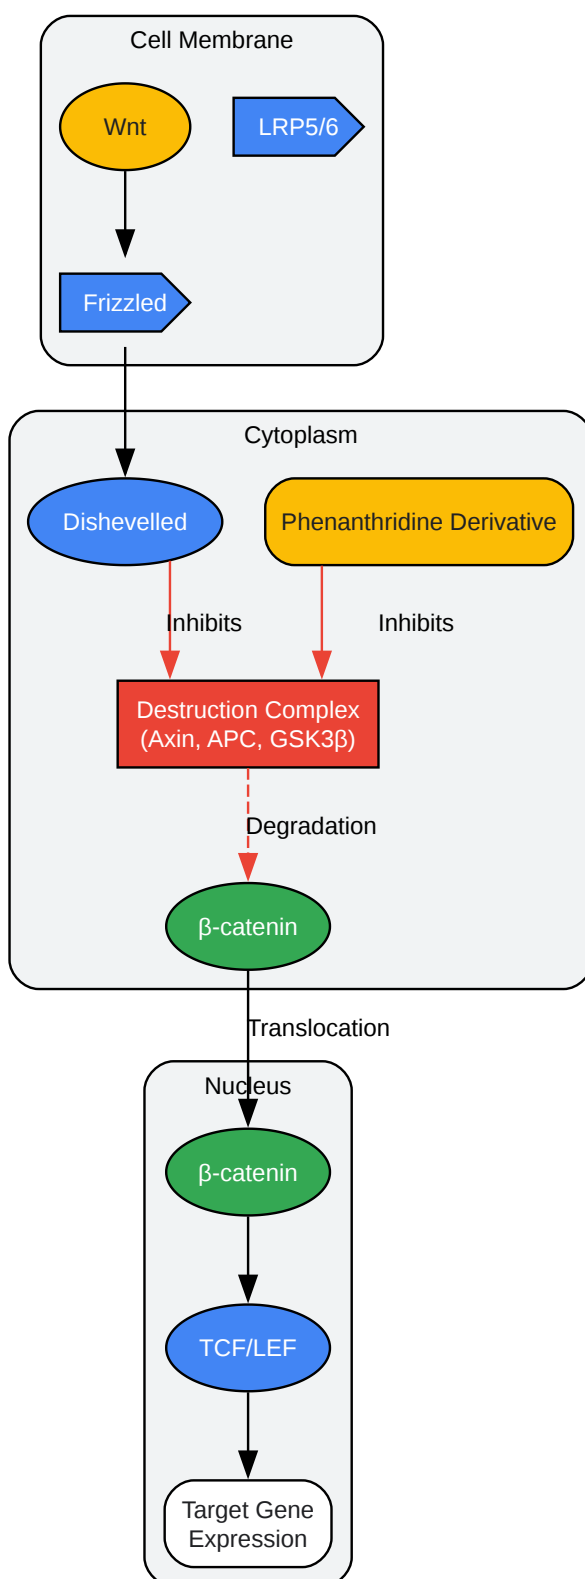 Cell Membrane
Wnt
LRP5/6
Frizzled
Cytoplasm
Dishevelled
Phenanthridine Derivative
Inhibits
Inhibits
Destruction Complex
(Axin, APC, GSK3β)
Degradation
β-catenin
Translocation
Nucleus
β-catenin
TCF/LEF
Target Gene
Expression